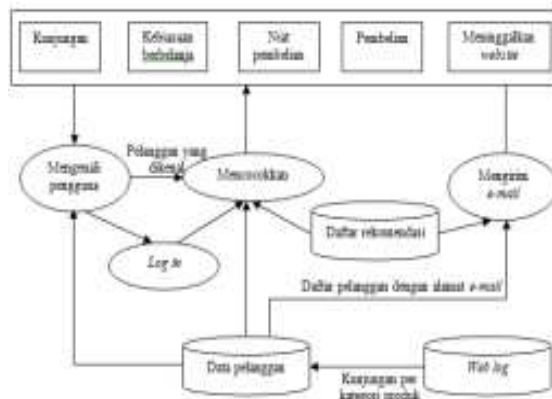 Kunjungan
Kebiasaan
berbelanja
Niat
pembelian
Pembelian
Meninggalkan
website
Pelanggan yang
dikenal
Mengenali
pengguna
Mencocokkan
Mengirim
e-mail
Daftar rekomendasi
Log in
Daftar pelanggan dengan alamat e-mail
Data pelanggan
Web log
Kunjungan per
kategori produk